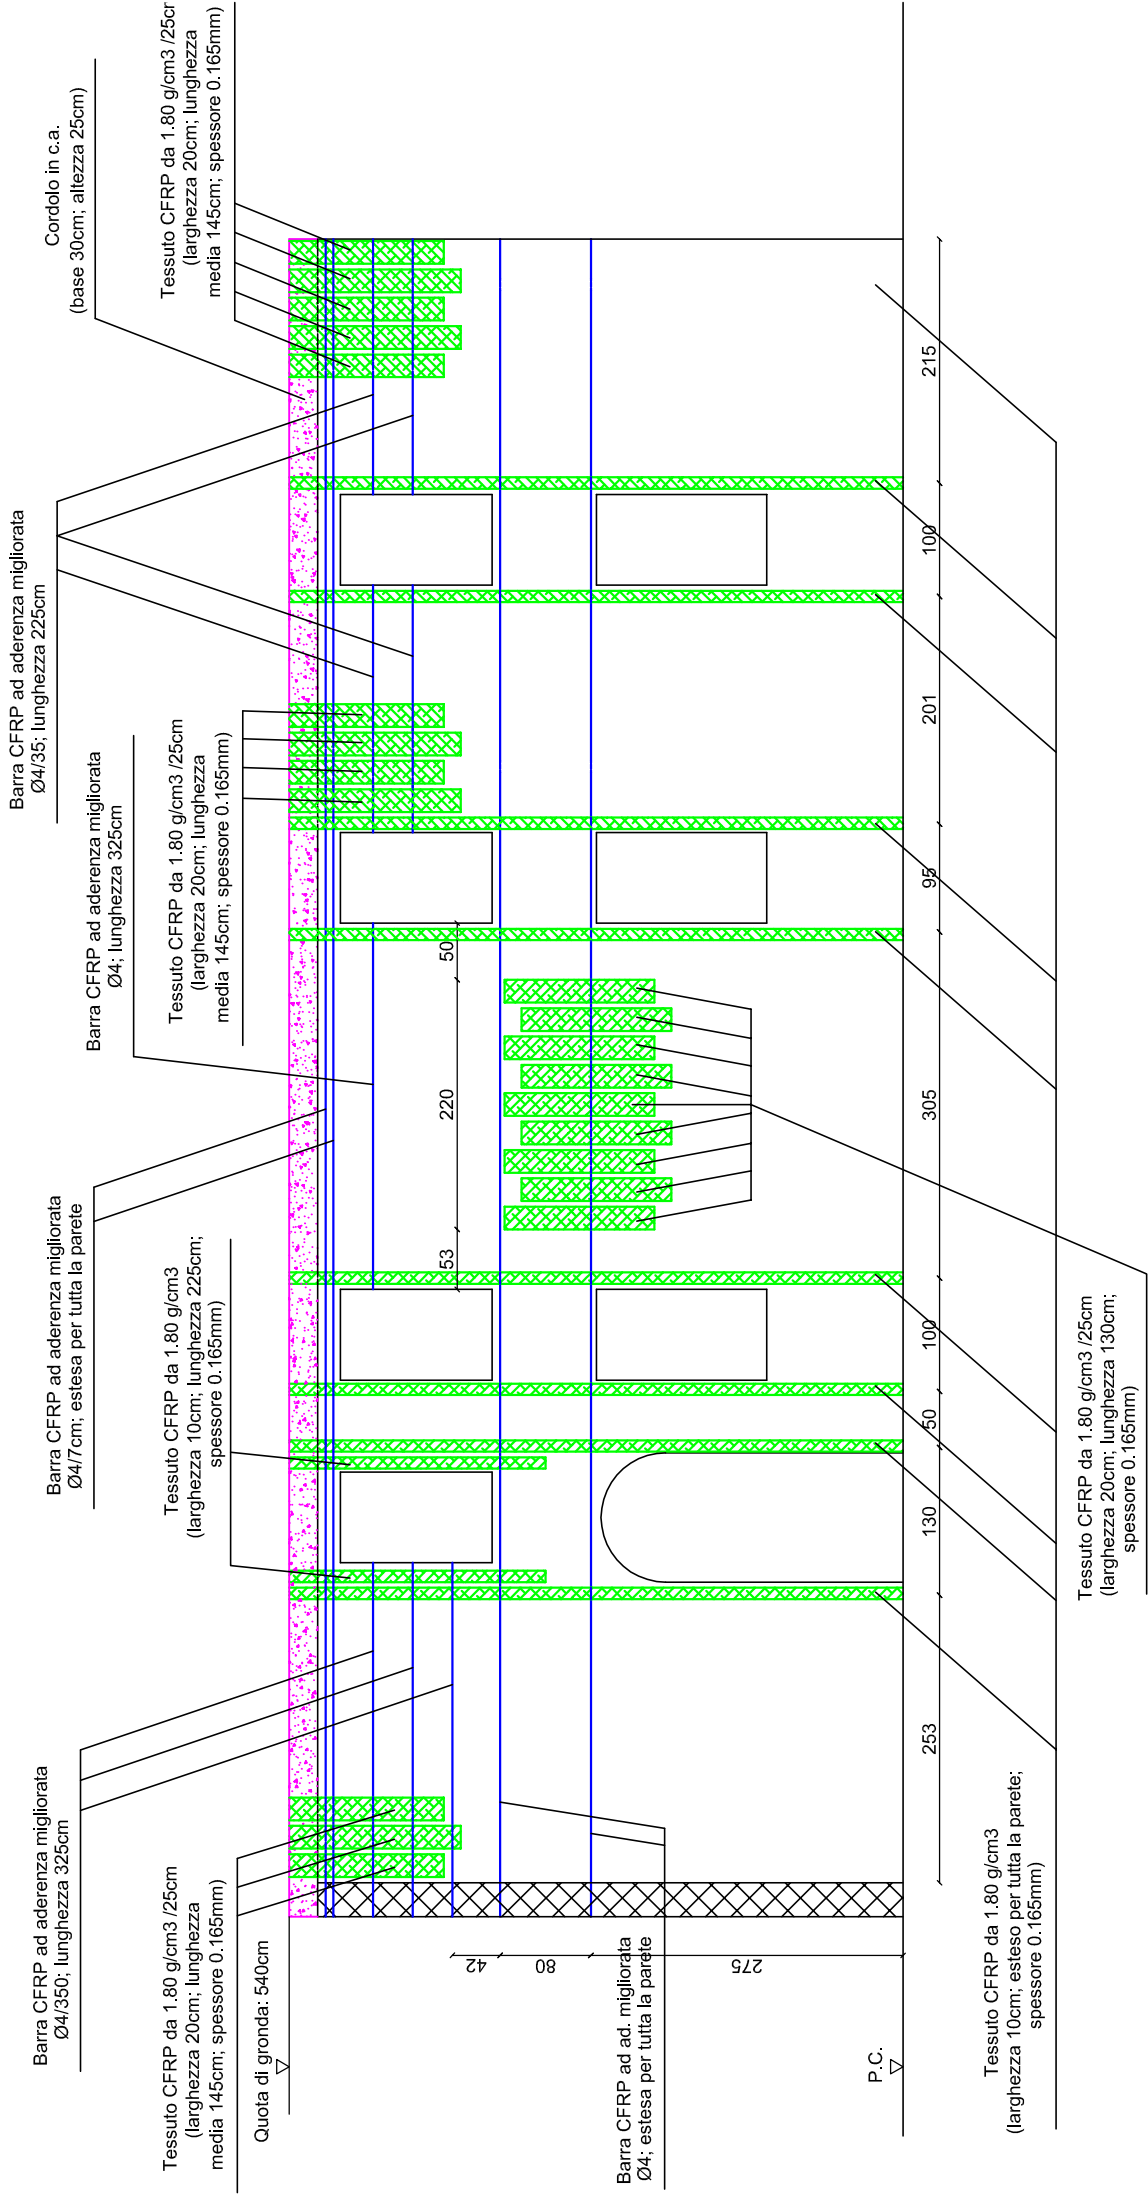 Barra CFRP ad aderenza migliorata
Ø4/350; lunghezza 325cm
Tessuto CFRP da 1.80 g/cm3 /25cm
(larghezza 20cm; lunghezza
media 145cm; spessore 0.165mm)
Quota di gronda: 540cm
Barra CFRP ad aderenza migliorata
Ø4/7cm; estesa per tutta la parete
Tessuto CFRP da 1.80 g/cm3
(larghezza 10cm; lunghezza 225cm;
spessore 0.165mm)
Barra CFRP ad aderenza migliorata
Ø4; lunghezza 325cm
Tessuto CFRP da 1.80 g/cm3 /25cm
(larghezza 20cm; lunghezza
media 145cm; spessore 0.165mm)
Barra CFRP ad aderenza migliorata
Ø4/35; lunghezza 225cm
Cordolo in c.a.
(base 30cm; altezza 25cm)
Tessuto CFRP da 1.80 g/cm3 /25cm
(larghezza 20cm; lunghezza
media 145cm; spessore 0.165mm)
53
220
50
42
80
275
Barra CFRP ad ad. migliorata
Ø4; estesa per tutta la parete
P.C.
253
130
50
100
305
95
201
100
215
Tessuto CFRP da 1.80 g/cm3
(larghezza 10cm; esteso per tutta la parete;
spessore 0.165mm)
Tessuto CFRP da 1.80 g/cm3 /25cm
(larghezza 20cm; lunghezza 130cm;
spessore 0.165mm)